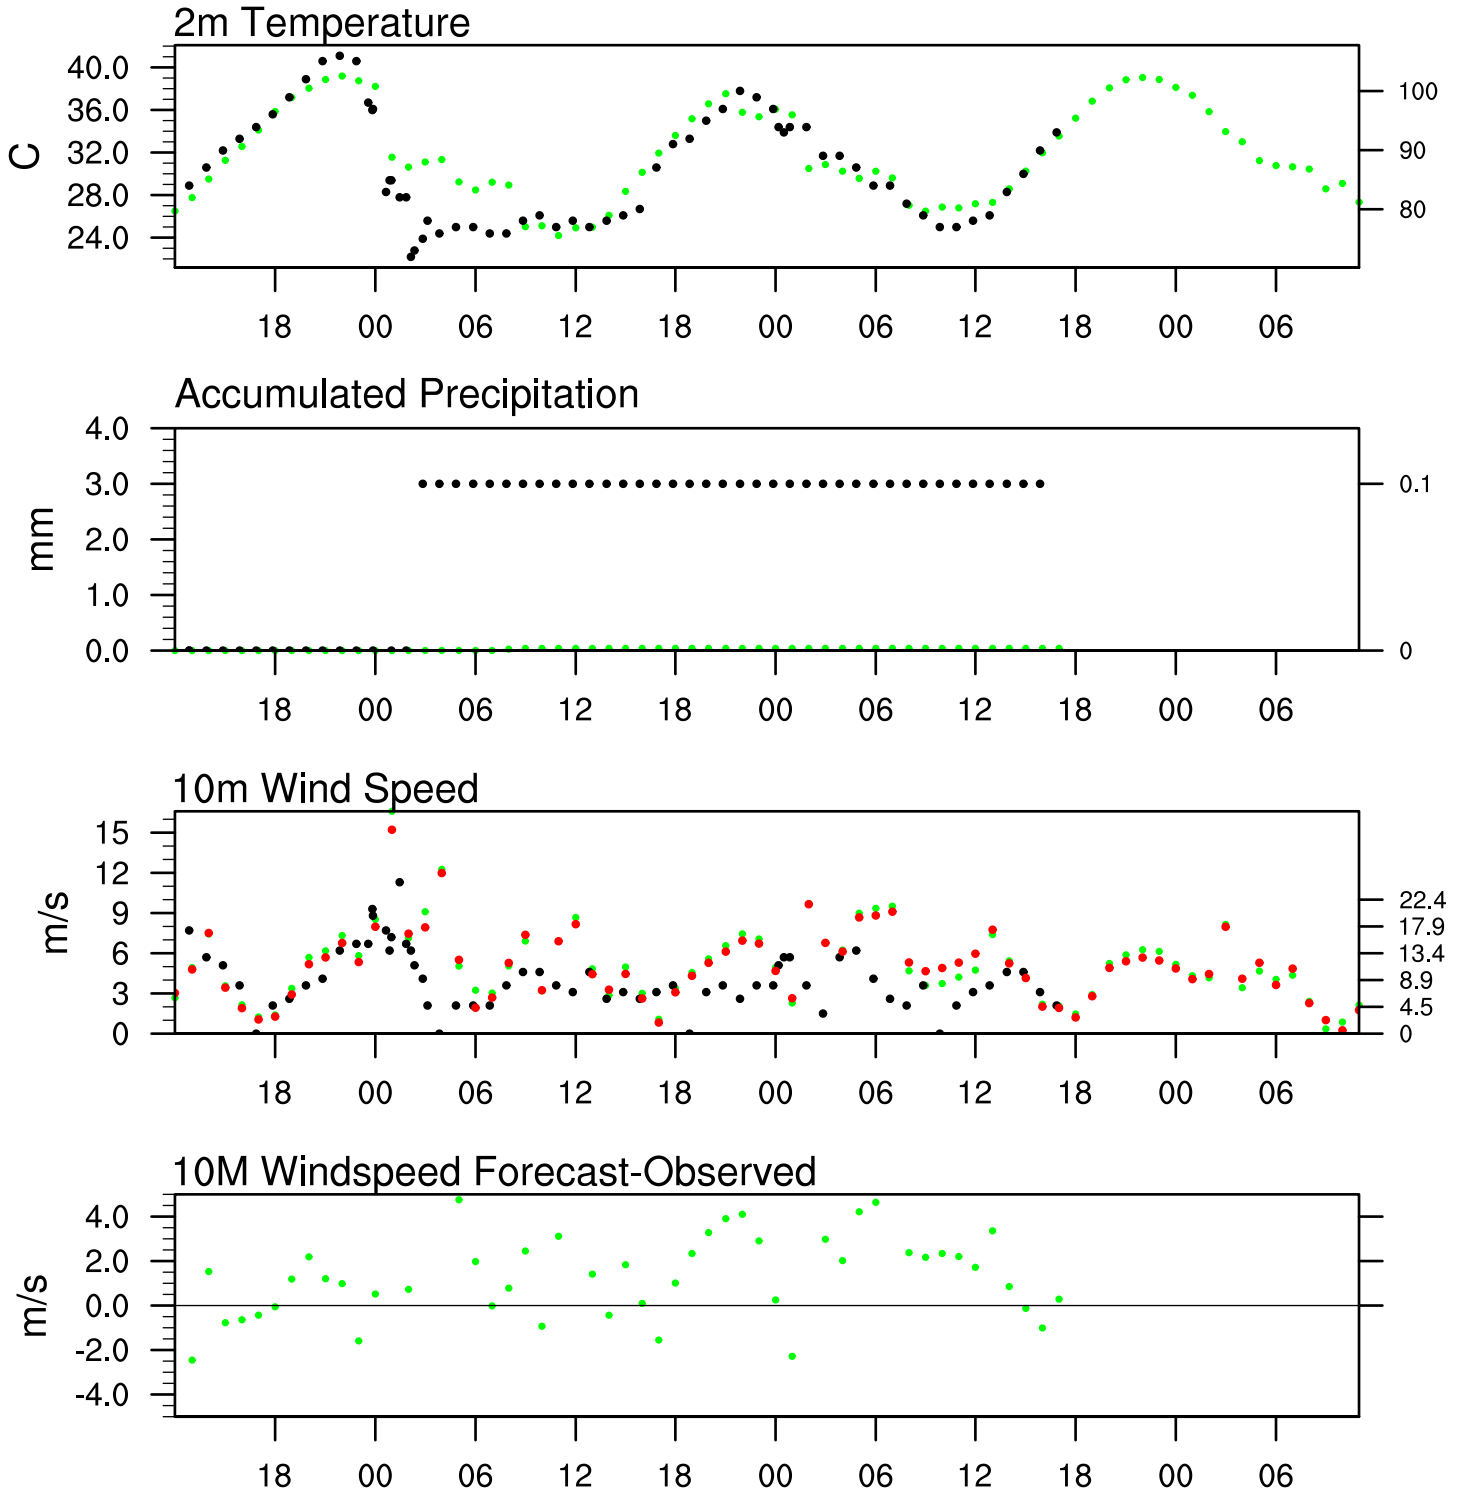 2m Temperature
40.0
36.0
32.0
28.0
24.0
C
100
90
80
18 00 06 12 18 00 06 12 18 00 06
Accumulated Precipitation
4.0
3.0
2.0
1.0
0.0
mm
0.1
0
18 00 06 12 18 00 06 12 18 00 06
10m Wind Speed
15
12
9
6
3
0
m/s
22.4
17.9
13.4
8.9
4.5
0
18 00 06 12 18 00 06 12 18 00 06
10M Windspeed Forecast-Observed
4.0
2.0
0.0
-2.0
-4.0
m/s
18 00 06 12 18 00 06 12 18 00 06